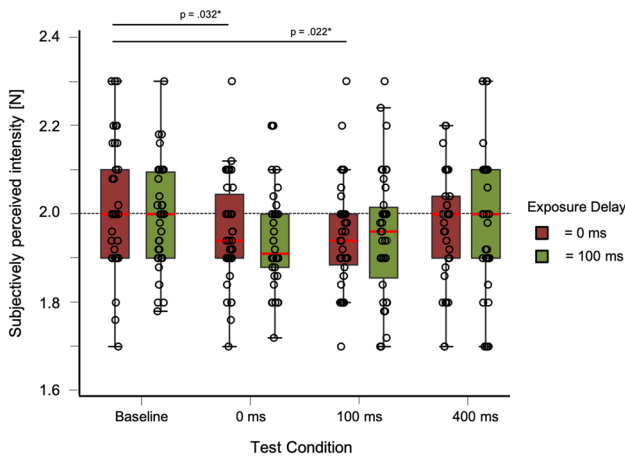 p = .032*
p = .022*
2.4
2.2
2.0
1.8
1.6
Subjectively perceived intensity [N]
Baseline
0 ms
100 ms
400 ms
Test Condition
Exposure Delay
= 0 ms
= 100 ms